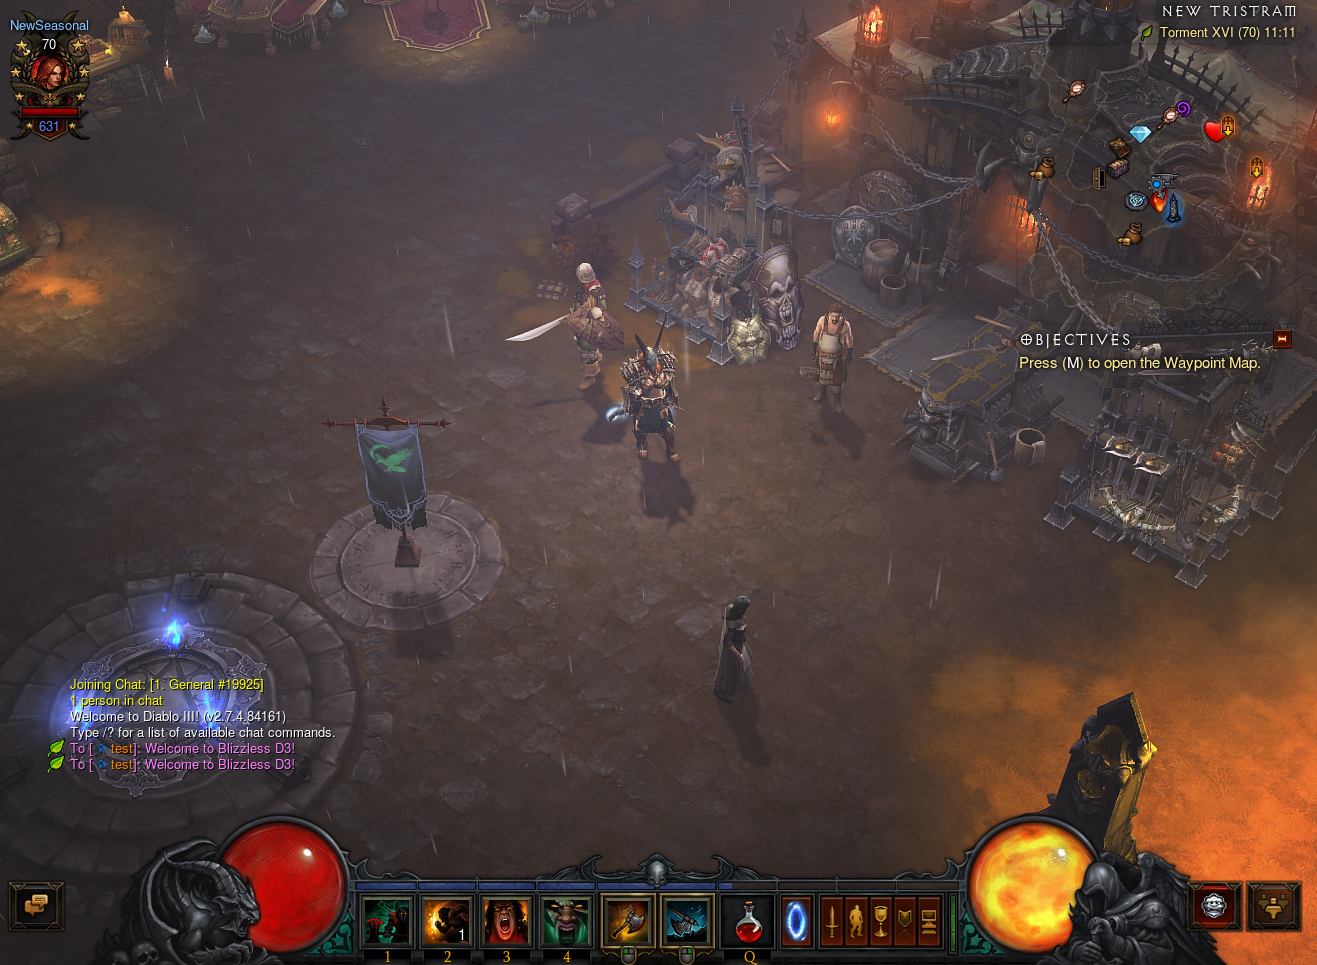 NewSeasonal
70
631
NEW TRISTRAM
Torment XVI (70) 11:11
OBJECTIVES
Press (M) to open the Waypoint Map.
Joining Chat: [1. General #19925]
1 person in chat
Welcome to Diablo III! (v2.7.4.84161)
Type /? for a list of available chat commands.
To [ test]: Welcome to Blizzless D3!
To [ test]: Welcome to Blizzless D3!
1
1 2 3 4 Q